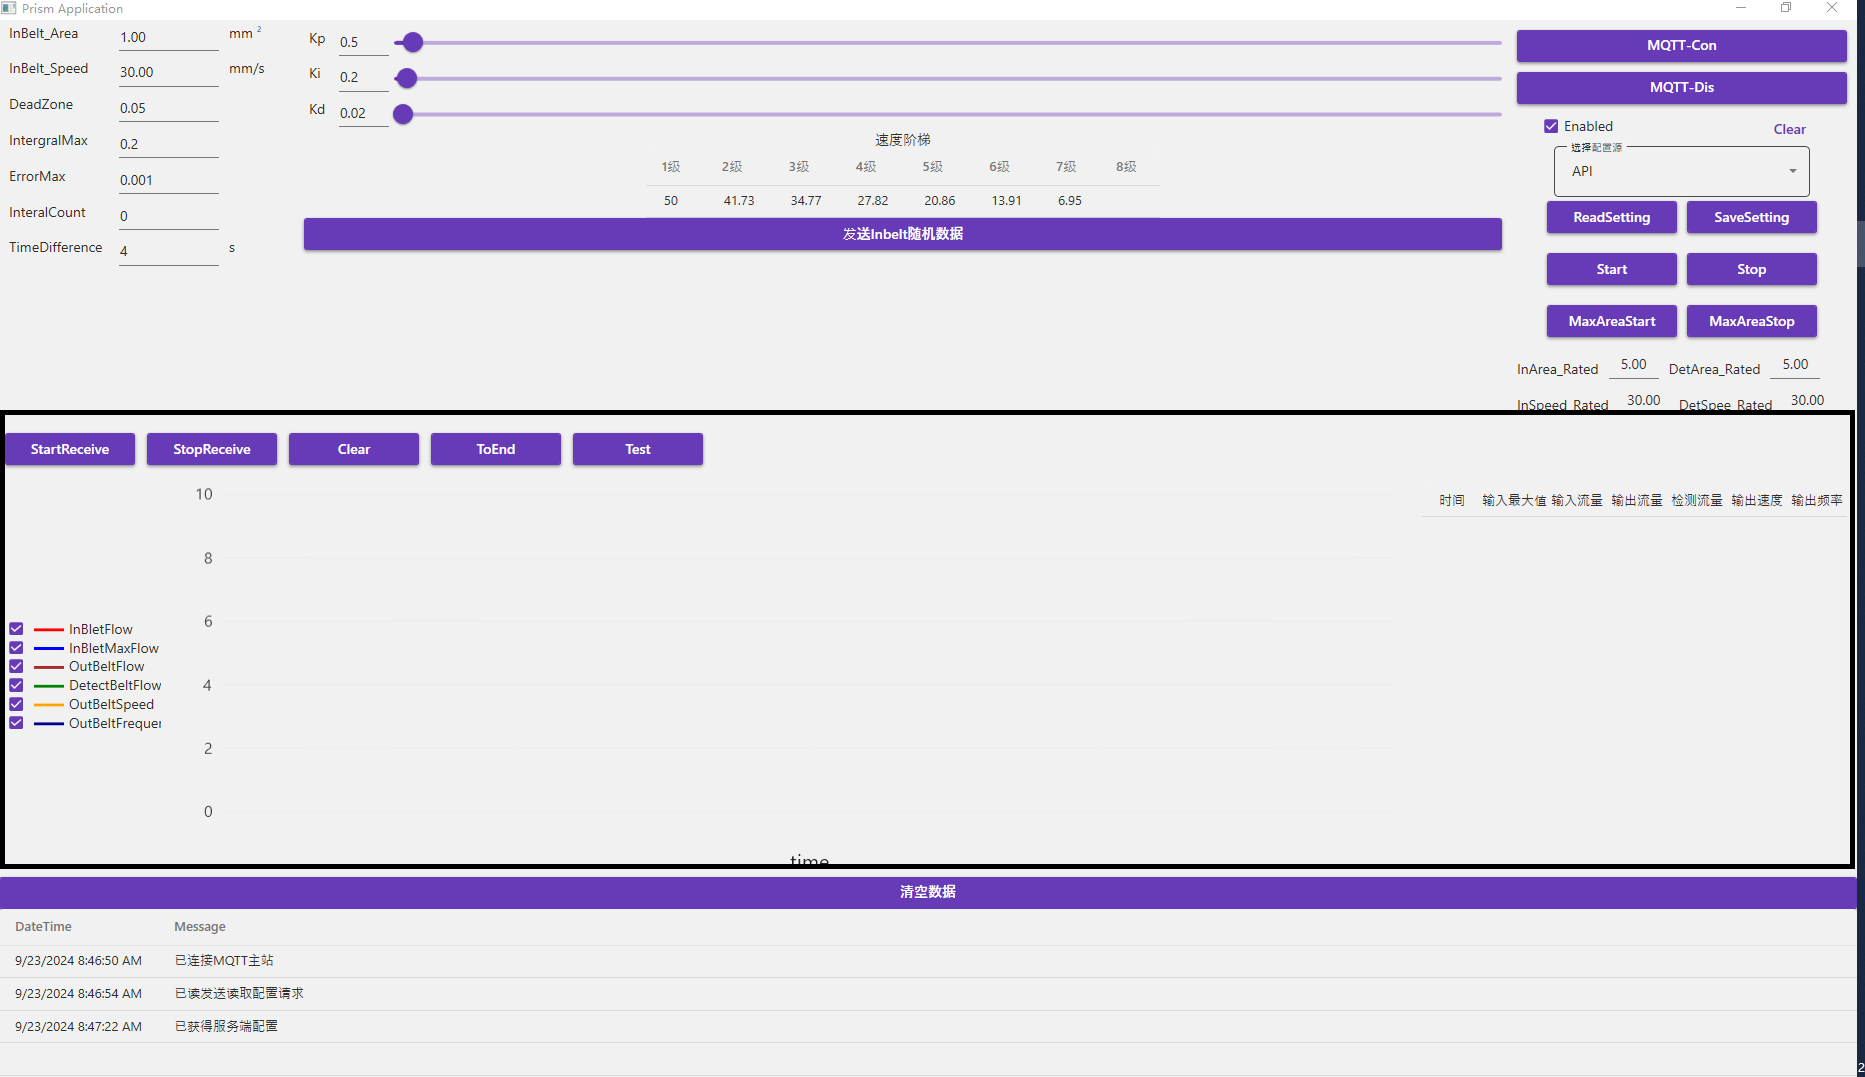 Prism Application
InBelt_Area 1.00 mm 2
InBelt_Speed 30.00 mm/s
DeadZone 0.05
IntergralMax 0.2
ErrorMax 0.001
InteralCount 0
TimeDifference 4 s
Kp 0.5
Ki 0.2
Kd 0.02
速度阶梯
1级 2级 3级 4级 5级 6级 7级 8级
50 41.73 34.77 27.82 20.86 13.91 6.95
发送Inbelt随机数据
MQTT-Con
MQTT-Dis
Enabled Clear
选择配置源
API
ReadSetting SaveSetting
Start Stop
MaxAreaStart MaxAreaStop
InArea_Rated 5.00 DetArea_Rated 5.00
InSpeed_Rated 30.00 DetSpee_Rated 30.00
StartReceive StopReceive Clear ToEnd Test
10
8
6
4
2
0
time
InBletFlow
InBletMaxFlow
OutBeltFlow
DetectBeltFlow
OutBeltSpeed
OutBeltFrequer
时间 输入最大值 输入流量 输出流量 检测流量 输出速度 输出频率
清空数据
DateTime Message
9/23/2024 8:46:50 AM 已连接MQTT主站
9/23/2024 8:46:54 AM 已读发送读取配置请求
9/23/2024 8:47:22 AM 已获得服务端配置
2